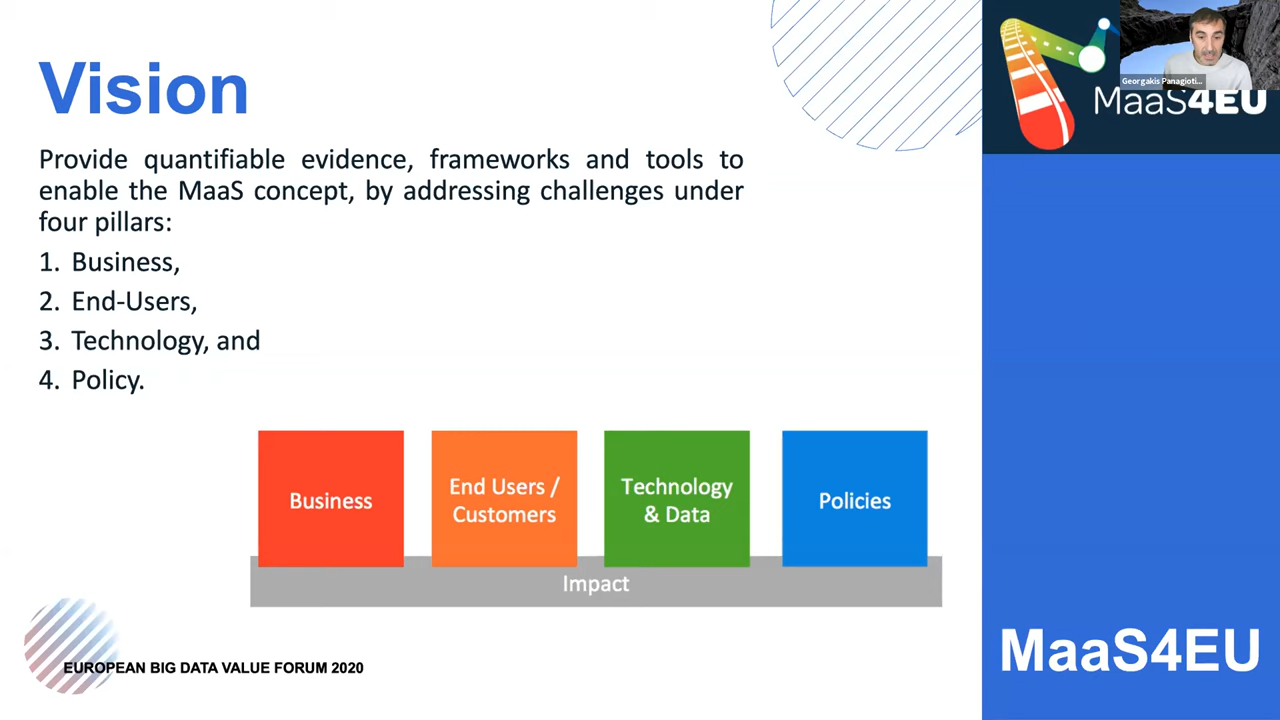 Vision
Provide quantifiable evidence, frameworks and tools to
enable the MaaS concept, by addressing challenges under
four pillars:
1. Business,
2. End-Users,
3. Technology, and
4. Policy.
Business
End Users /
Customers
Technology
& Data
Policies
Impact
EUROPEAN BIG DATA VALUE FORUM 2020
Georgakis Panagioti...
MaaS4EU
MaaS4EU